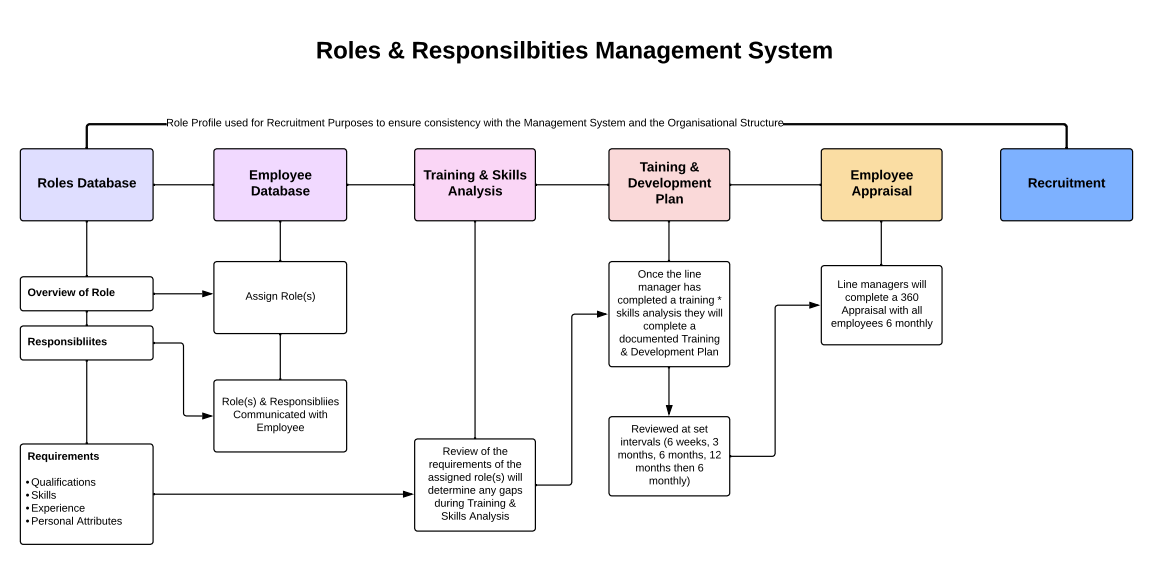 Roles & Responsilbities Management System
Role Profile used for Recruitment Purposes to ensure consistency with the Management System and the Organisational Structure
Roles Database
Employee
Database
Training & Skills
Analysis
Taining &
Development
Plan
Employee
Appraisal
Recruitment
Overview of Role
Responsibliites
Requirements
• Qualifications
• Skills
• Experience
• Personal Attributes
Assign Role(s)
Role(s) & Responsibliies
Communicated with
Employee
Review of the
requirements of the
assigned role(s) will
determine any gaps
during Training &
Skills Analysis
Once the line
manager has
completed a training *
skills analysis they will
complete a
documented Training
& Development Plan
Reviewed at set
intervals (6 weeks, 3
months, 6 months, 12
months then 6
monthly)
Line managers will
complete a 360
Appraisal with all
employees 6 monthly